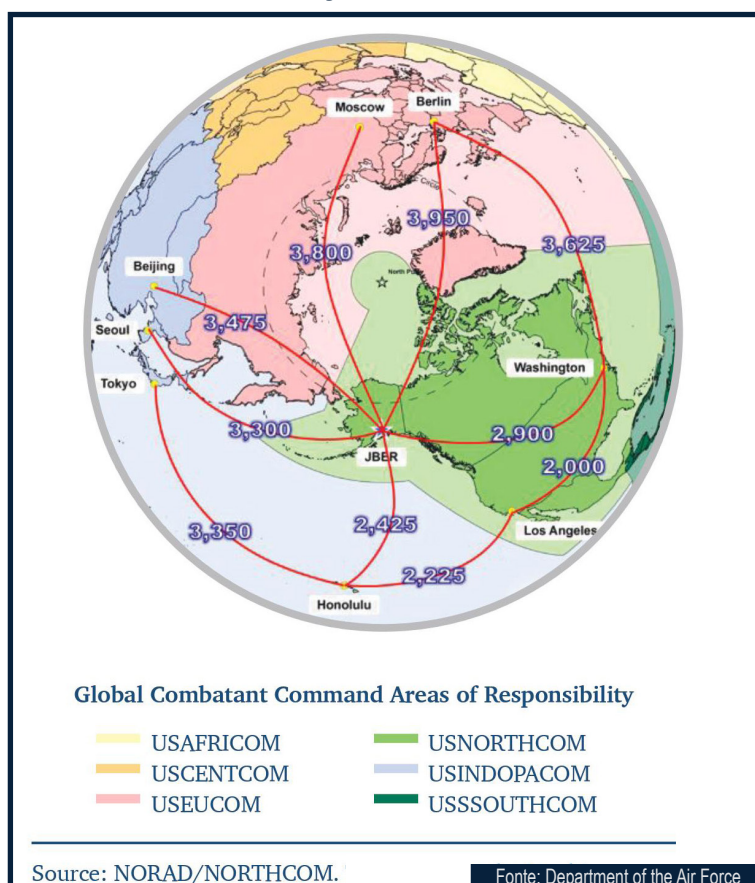 Moscow
Berlin
Circle
3,950
3,625
3,800
North Po
Beijing
3,475
Seoul
Washington
Tokyo
3,300
2,900
JBER
2,000
3,350
2,425
Los Angeles
2,225
Honolulu
Global Combatant Command Areas of Responsibility
USAFRICOM
USNORTHCOM
USCENTCOM
USINDOPACOM
USEUCOM
USSSOUTHCOM
Source: NORAD/NORTHCOM.
Fonte: Department of the Air Force